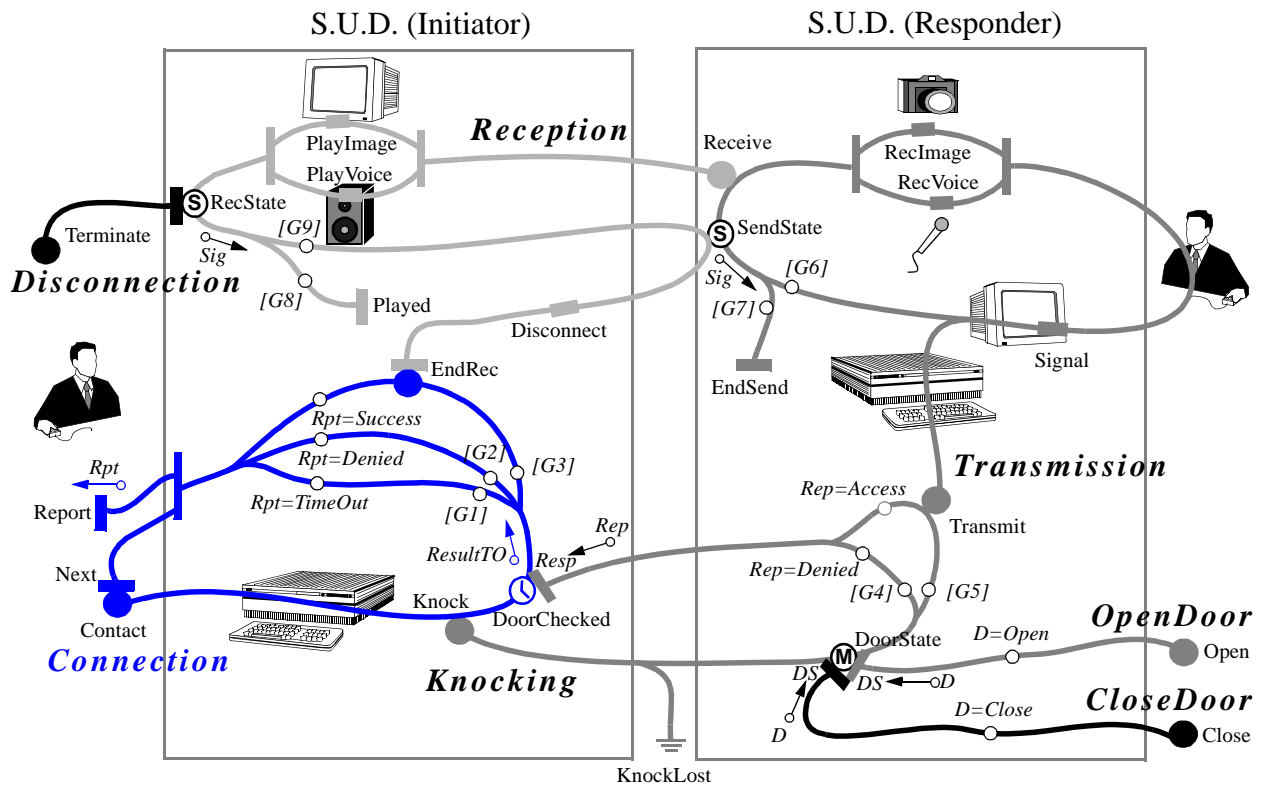 S.U.D. (Initiator)
S.U.D. (Responder)
Reception
Receive
PlayImage
PlayVoice
RecImage
RecVoice
S
RecState
S
SendState
Terminate
Disconnection
Sig
[G9]
[G8]
Played
Sig
[G6]
[G7]
Disconnect
Signal
EndRec
EndSend
Rpt=Success
Rpt=Denied
[G2]
[G3]
Rpt
Rpt=TimeOut
[G1]
Report
Transmission
Rep=Access
Transmit
Rep
ResultTO
Resp
Rep=Denied
[G4]
[G5]
Next
Knock
DoorChecked
Contact
Connection
Knocking
M
DoorState
D=Open
OpenDoor
Open
DS
DS
D
D
D=Close
CloseDoor
Close
KnockLost